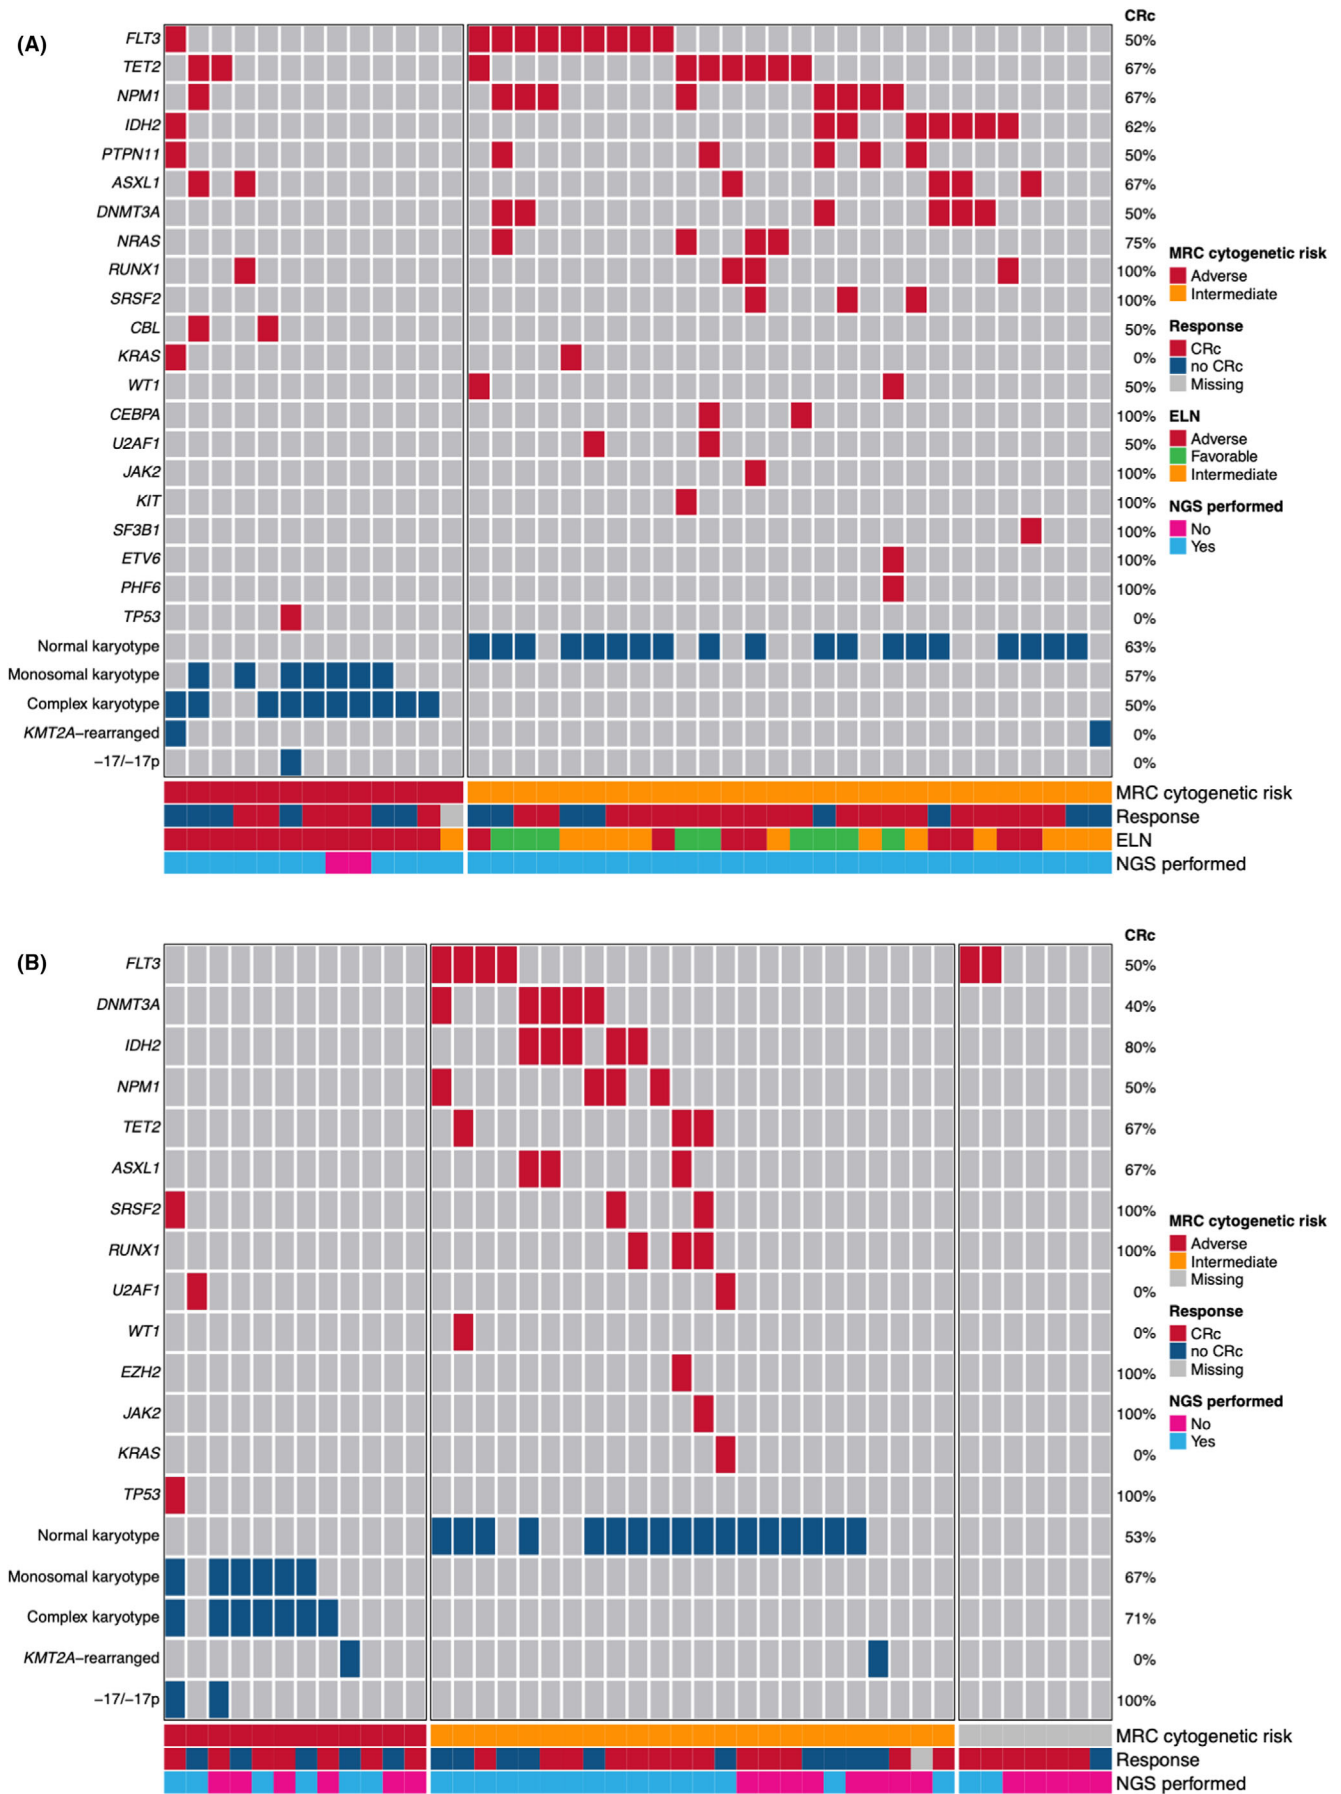 (A)
CRc
FLT3 50%
TET2 67%
NPM1 67%
IDH2 62%
PTPN11 50%
ASXL1 67%
DNMT3A 50%
NRAS 75%
RUNX1 100%
SRSF2 100%
CBL 50%
KRAS 0%
WT1 50%
CEBPA 100%
U2AF1 50%
JAK2 100%
KIT 100%
SF3B1 100%
ETV6 100%
PHF6 100%
TP53 0%
Normal karyotype 63%
Monosomal karyotype 57%
Complex karyotype 50%
KMT2A–rearranged 0%
–17/–17p 0%
MRC cytogenetic risk
Response
ELN
NGS performed
MRC cytogenetic risk
Adverse
Intermediate
Response
CRc
no CRc
Missing
ELN
Adverse
Favorable
Intermediate
NGS performed
No
Yes
(B)
CRc
FLT3 50%
DNMT3A 40%
IDH2 80%
NPM1 50%
TET2 67%
ASXL1 67%
SRSF2 100%
RUNX1 100%
U2AF1 0%
WT1 0%
EZH2 100%
JAK2 100%
KRAS 0%
TP53 100%
Normal karyotype 53%
Monosomal karyotype 67%
Complex karyotype 71%
KMT2A–rearranged 0%
–17/–17p 100%
MRC cytogenetic risk
Response
NGS performed
MRC cytogenetic risk
Adverse
Intermediate
Missing
Response
CRc
no CRc
Missing
NGS performed
No
Yes